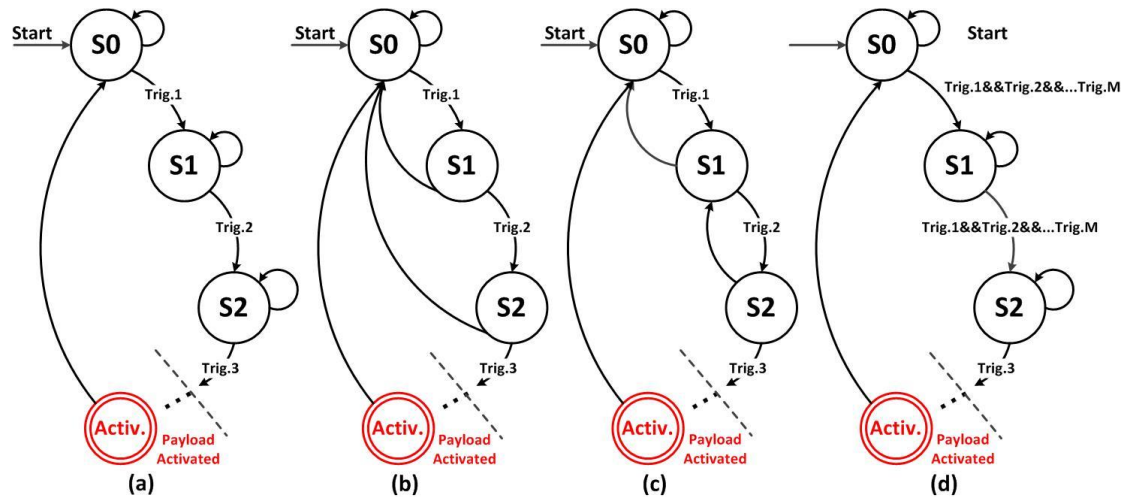 Start
S0
Trig.1
S1
Trig.2
S2
Trig.3
Activ.
Payload
Activated
(a)
Start
S0
Trig.1
S1
Trig.2
S2
Trig.3
Activ.
Payload
Activated
(b)
Start
S0
Trig.1
S1
Trig.2
S2
Trig.3
Activ.
Payload
Activated
(c)
S0
Start
Trig.1&&Trig.2&&...Trig.M
S1
Trig.1&&Trig.2&&...Trig.M
S2
Trig.3
Activ.
Payload
Activated
(d)